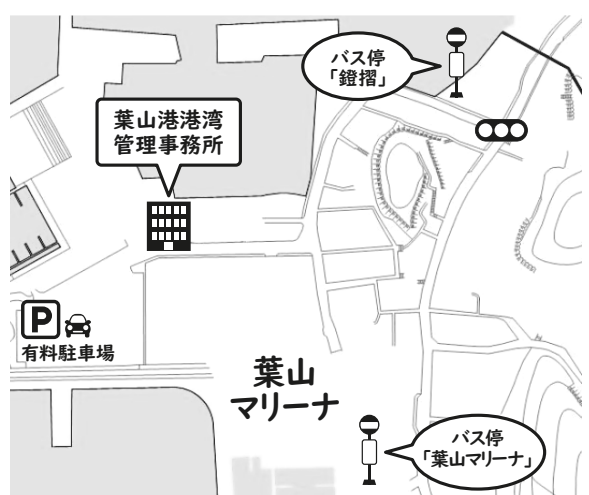 バス停
「鐙摺」
葉山港港湾
管理事務所
P
有料駐車場
葉山
マリーナ
バス停
「葉山マリーナ」